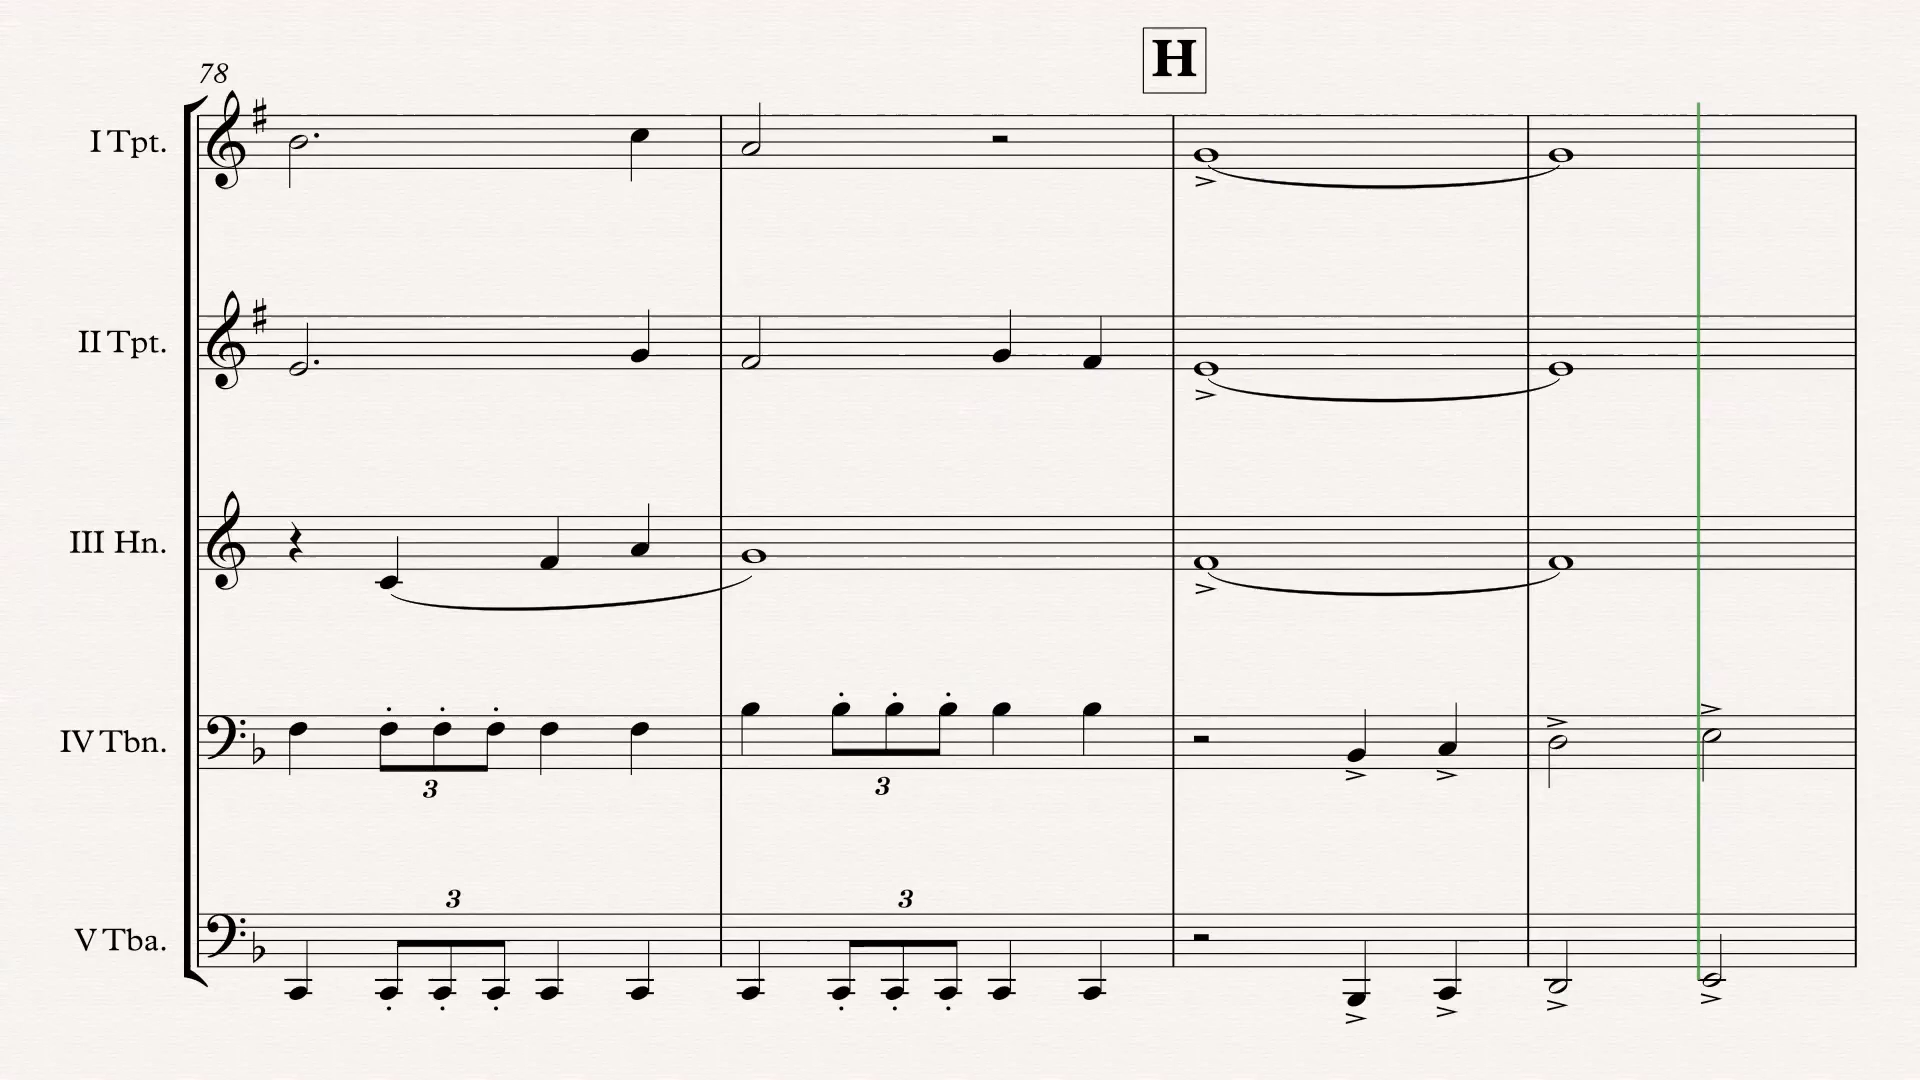 H
78
I Tpt.
II Tpt.
III Hn.
IV Tbn.
3
3
3
3
V Tba.